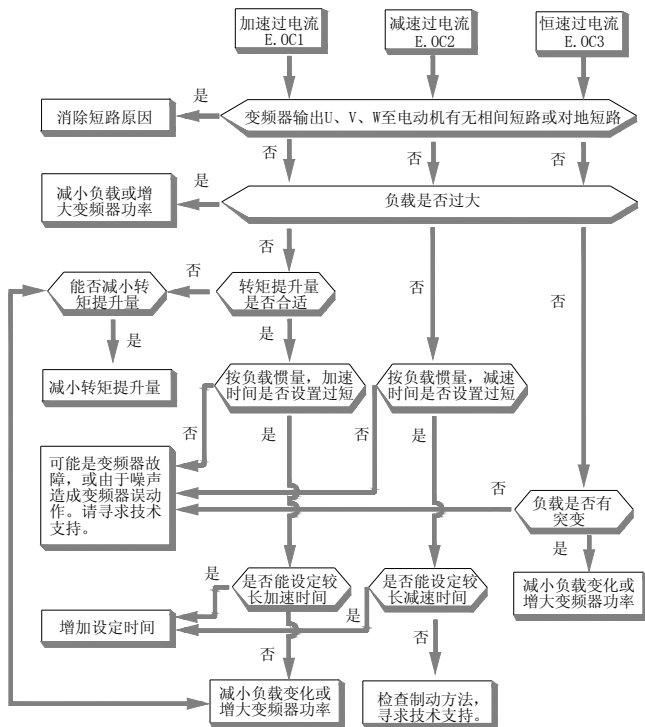 加速过电流
E.OC1
减速过电流
E.OC2
恒速过电流
E.OC3
是
消除短路原因
变频器输出U、V、W至电动机有无相间短路或对地短路
否
否
否
是
减小负载或增
大变频器功率
负载是否过大
否
能否减小转
矩提升量
否
转矩提升量
是否合适
否
否
是
是
减小转矩提升量
按负载惯量，加速
时间是否设置过短
按负载惯量，减速
时间是否设置过短
否
是
否
是
可能是变频器故
障，或由于噪声
造成变频器误动
作。请寻求技术
支持。
否
负载是否有
突变
是
是
是否能设定较
长加速时间
是否能设定较
长减速时间
减小负载变化或
增大变频器功率
增加设定时间
是
否
否
减小负载变化或
增大变频器功率
检查制动方法，
寻求技术支持。